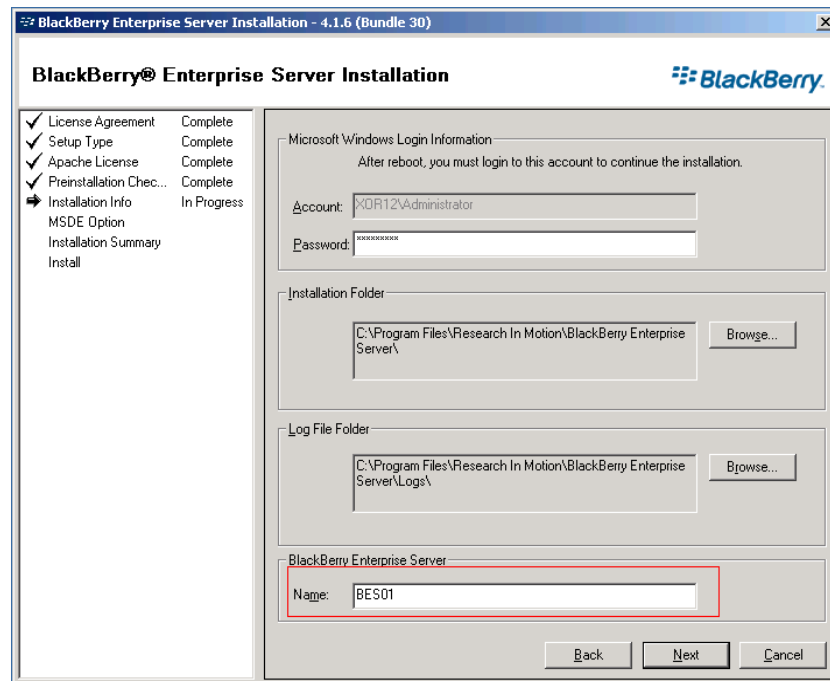 BlackBerry Enterprise Server Installation - 4.1.6 (Bundle 30)
BlackBerry® Enterprise Server Installation
BlackBerry.
License Agreement Complete
Setup Type Complete
Apache License Complete
Preinstallation Chec... Complete
Installation Info In Progress
MSDE Option
Installation Summary
Install
Microsoft Windows Login Information
After reboot, you must login to this account to continue the installation.
Account: XOR12\Administrator
Password: *********
Installation Folder
C:\Program Files\Research In Motion\BlackBerry Enterprise
Server\
Browse...
Log File Folder
C:\Program Files\Research In Motion\BlackBerry Enterprise
Server\Logs\
Browse...
BlackBerry Enterprise Server
Name: BES01
Back Next Cancel